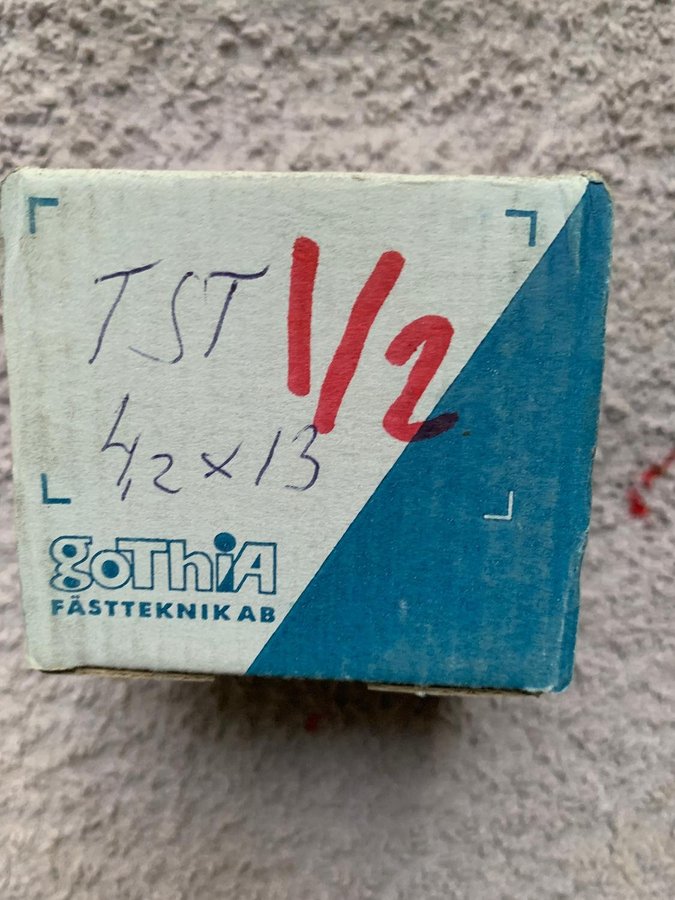 TST 1/2
4,2 x 13
goThiA
FÄSTTEKNIK AB